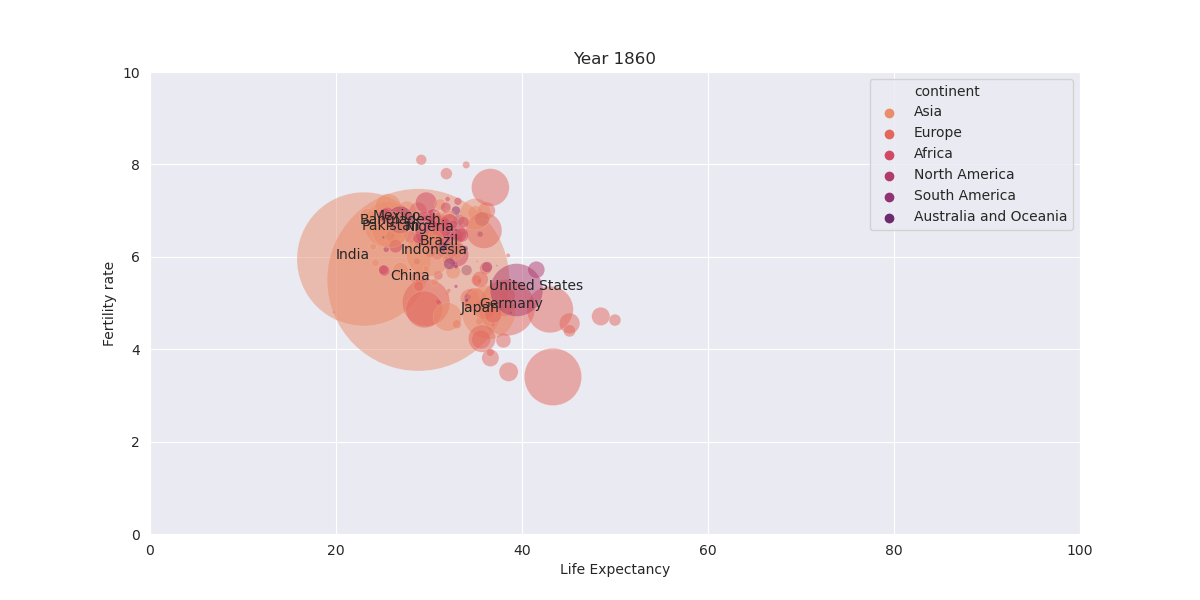 Year 1860
10
8
6
4
2
0
Fertility rate
continent
Asia
Europe
Africa
North America
South America
Australia and Oceania
Mexico
Bangladesh
Pakistan
Nigeria
Brazil
Indonesia
India
China
United States
Germany
Japan
0
20
40
60
80
100
Life Expectancy